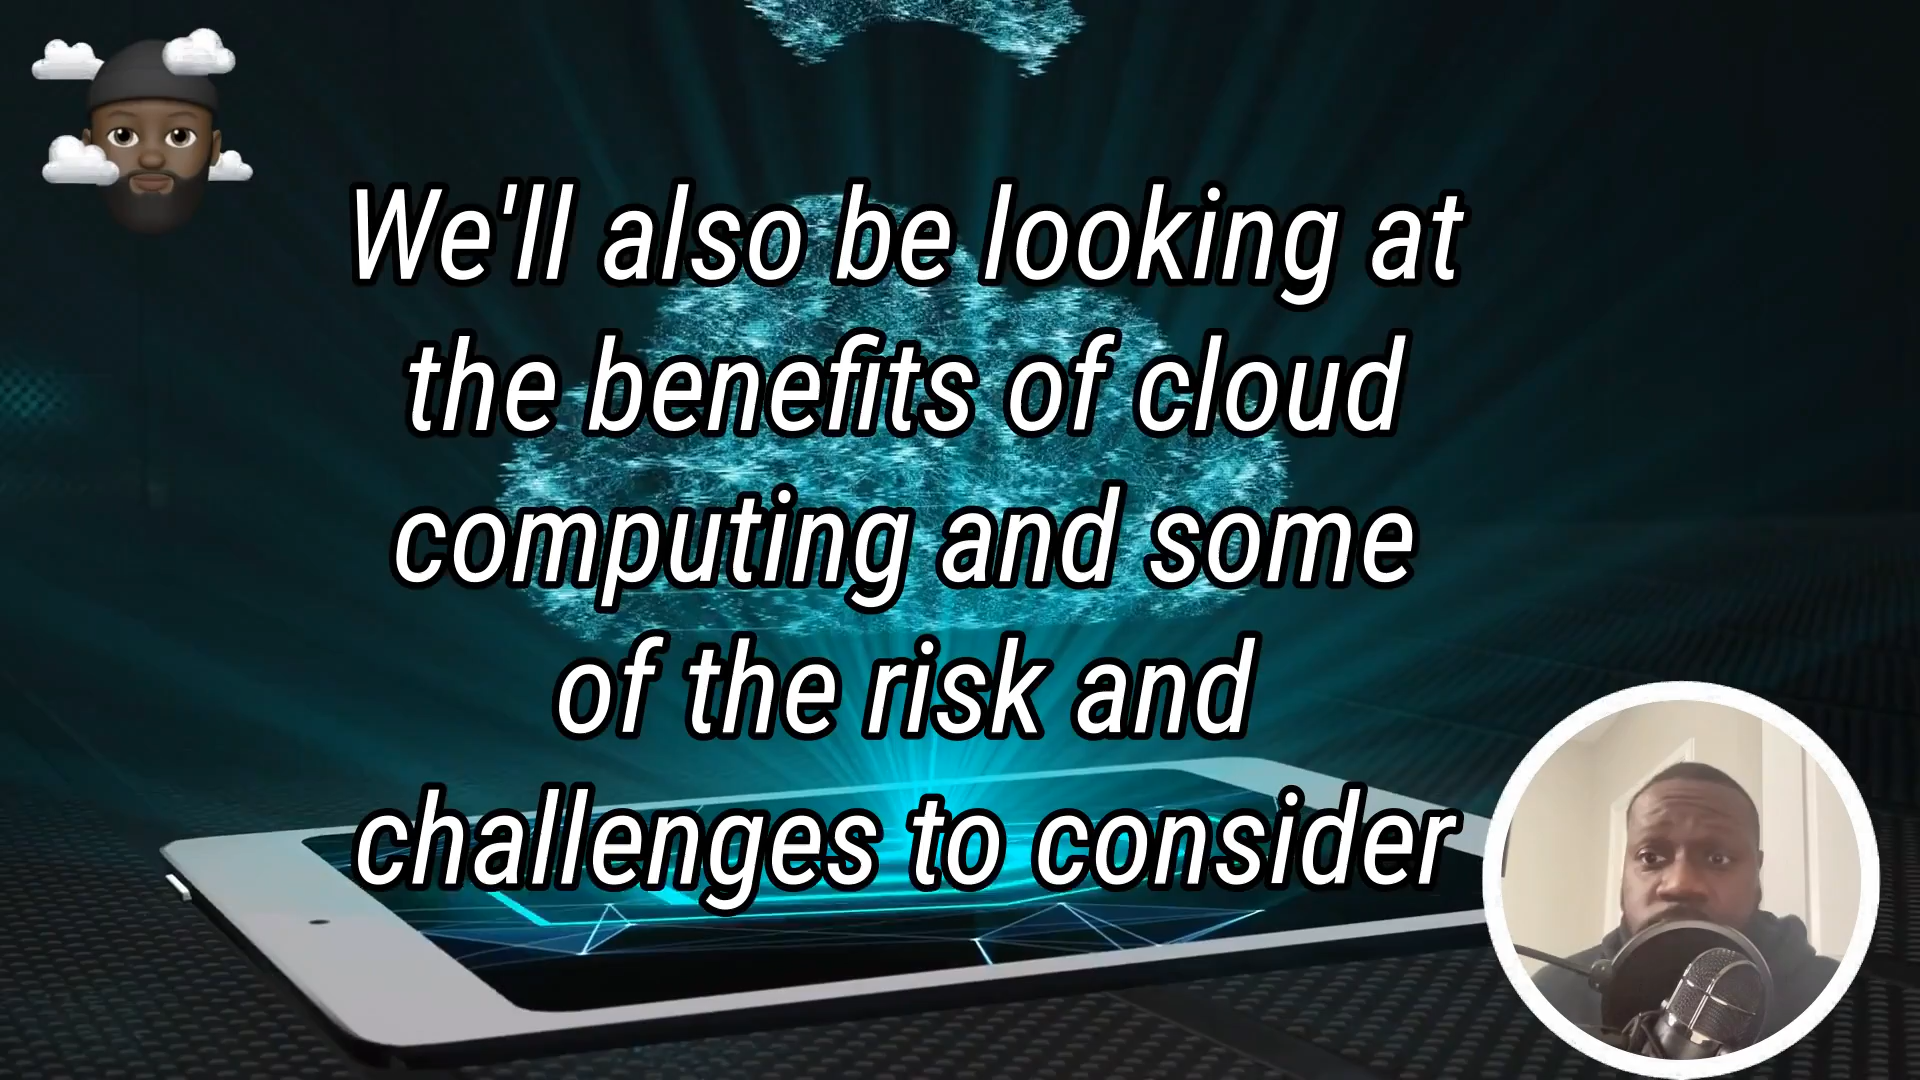 We'll also be looking at
the benefits of cloud
computing and some
of the risk and
challenges to consider